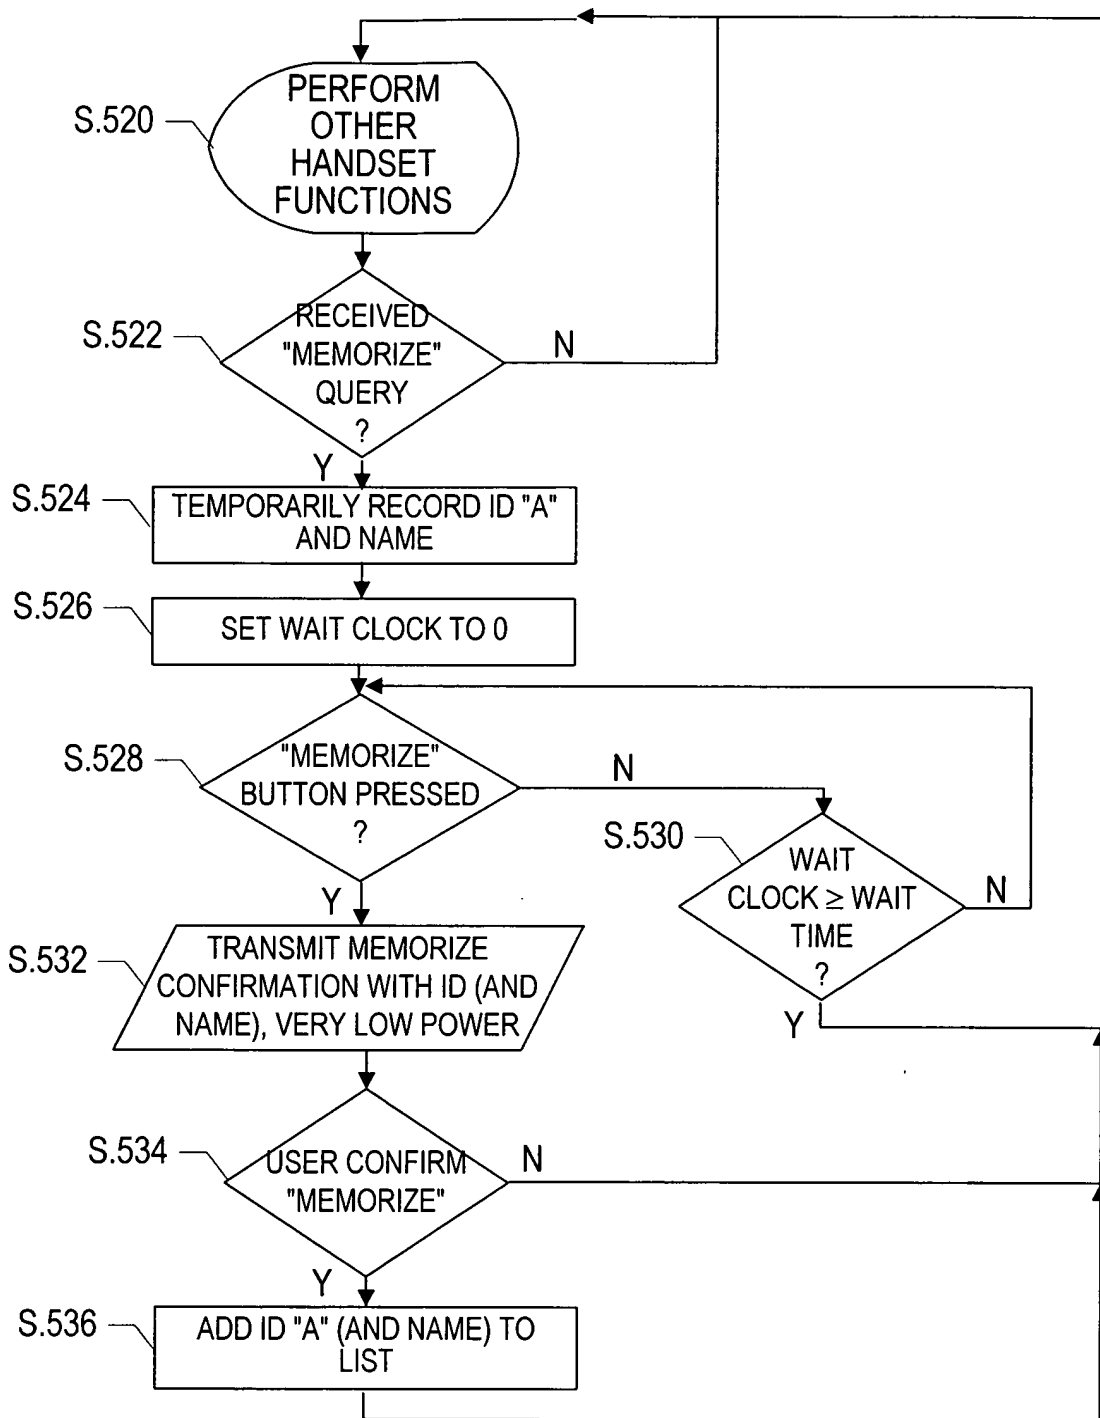 S.520
PERFORM
OTHER
HANDSET
FUNCTIONS
S.522
RECEIVED
"MEMORIZE"
QUERY
?
N
Y
S.524
TEMPORARILY RECORD ID "A"
AND NAME
S.526
SET WAIT CLOCK TO 0
S.528
"MEMORIZE"
BUTTON PRESSED
?
N
Y
S.530
WAIT
CLOCK ≥ WAIT
TIME
?
N
Y
S.532
TRANSMIT MEMORIZE
CONFIRMATION WITH ID (AND
NAME), VERY LOW POWER
S.534
USER CONFIRM
"MEMORIZE"
N
Y
S.536
ADD ID "A" (AND NAME) TO
LIST